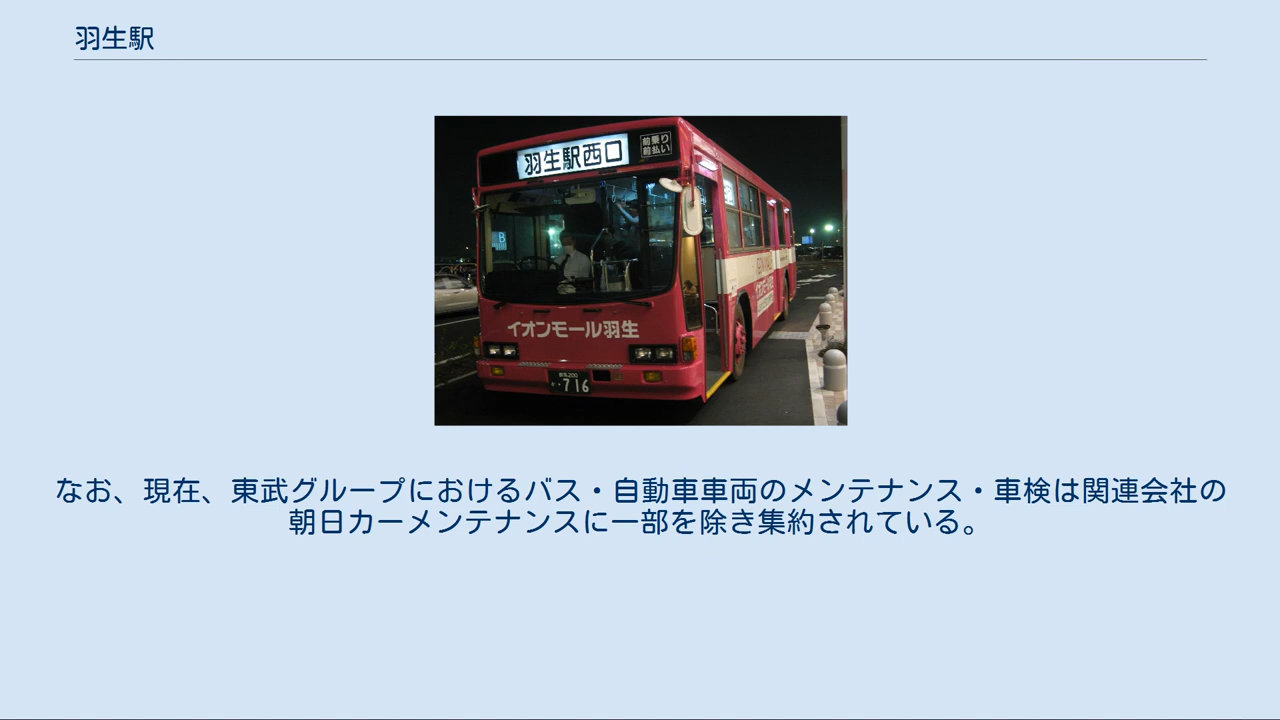 羽生駅
羽生駅西口
前乗り
前払い
B
イオンモール羽生
716
なお、現在、東武グループにおけるバス・自動車車両のメンテナンス・車検は関連会社の
朝日カーメンテナンスに一部を除き集約されている。